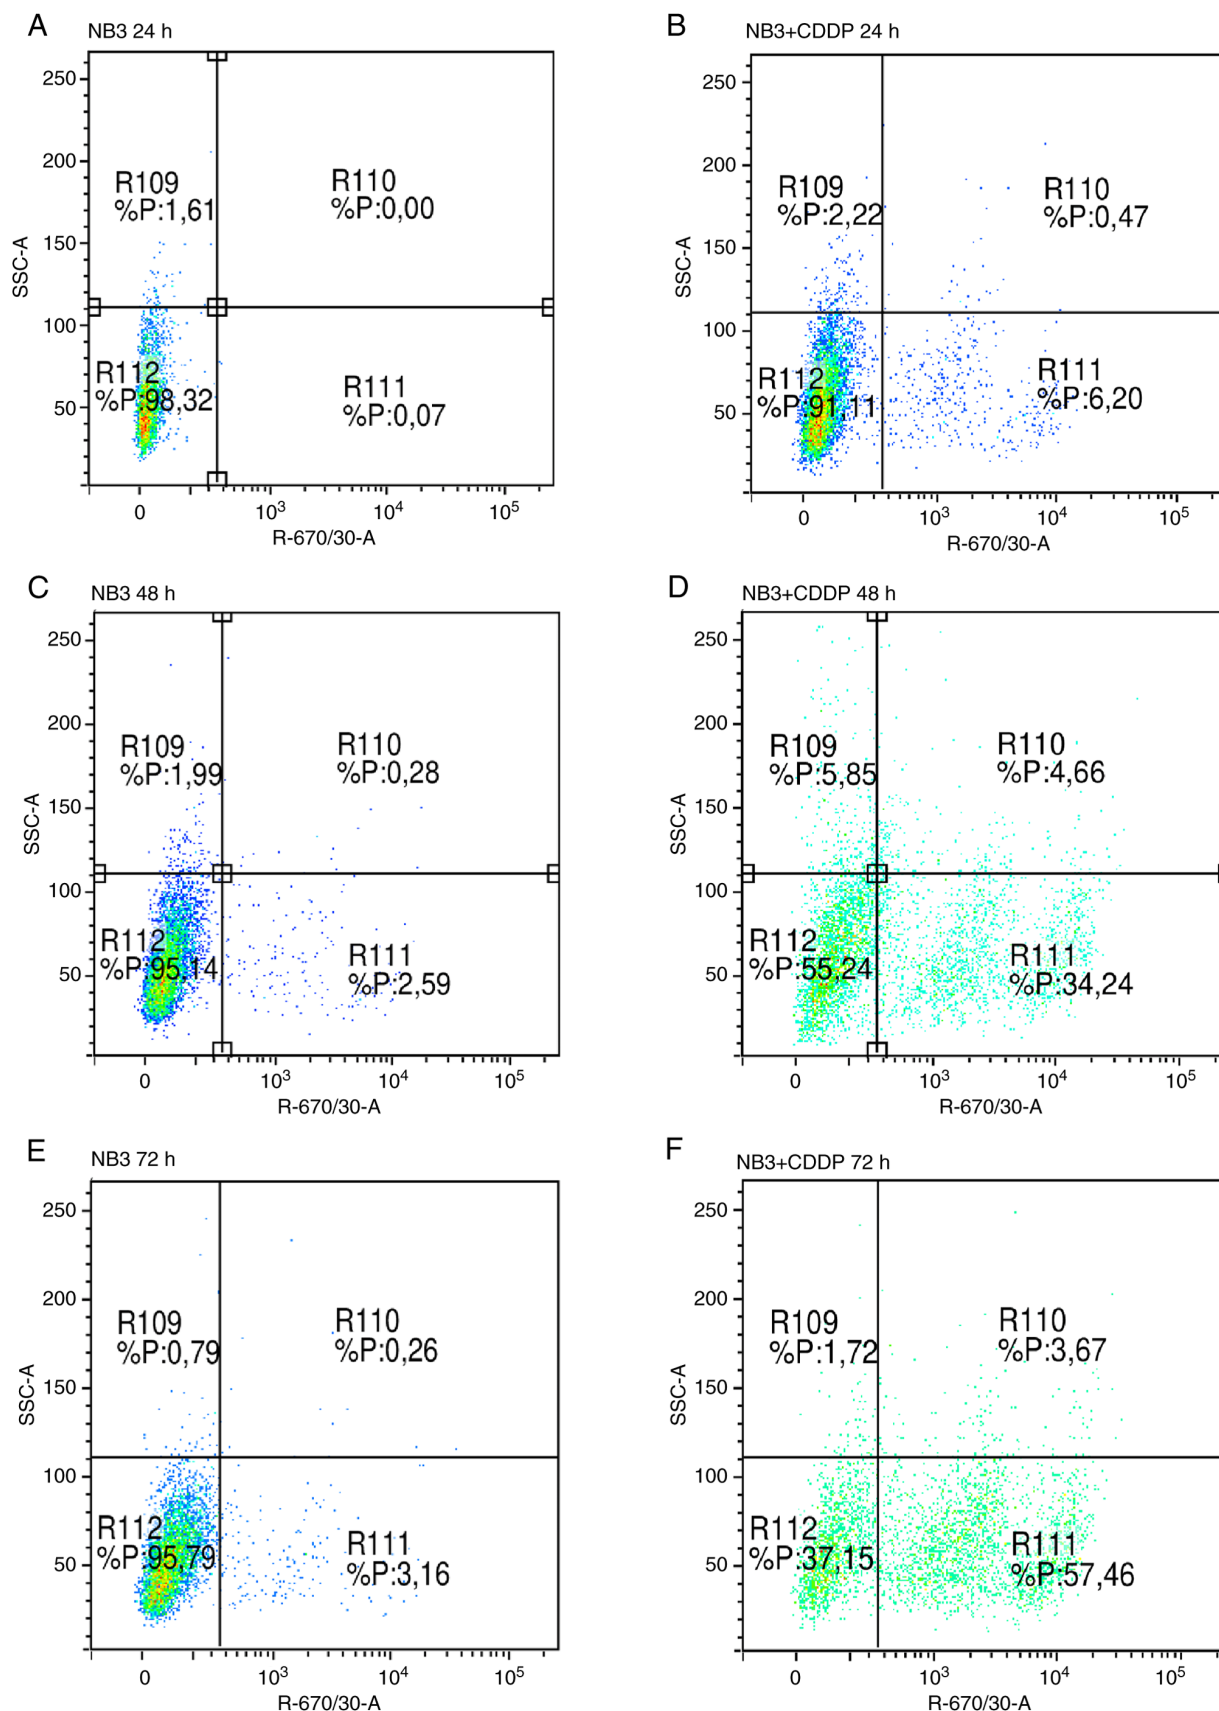 A
NB3 24 h
250
200
150
100
50
SSC-A
R109
%P:1,61
R110
%P:0,00
R112
%P:98,32
R111
%P:0,07
0
10³
10⁴
10⁵
R-670/30-A
B
NB3+CDDP 24 h
250
200
150
100
50
SSC-A
R109
%P:2,22
R110
%P:0,47
R112
%P:91,11
R111
%P:6,20
0
10³
10⁴
10⁵
R-670/30-A
C
NB3 48 h
250
200
150
100
50
SSC-A
R109
%P:1,99
R110
%P:0,28
R112
%P:95,14
R111
%P:2,59
0
10³
10⁴
10⁵
R-670/30-A
D
NB3+CDDP 48 h
250
200
150
100
50
SSC-A
R109
%P:5,85
R110
%P:4,66
R112
%P:55,24
R111
%P:34,24
0
10³
10⁴
10⁵
R-670/30-A
E
NB3 72 h
250
200
150
100
50
SSC-A
R109
%P:0,79
R110
%P:0,26
R112
%P:95,79
R111
%P:3,16
0
10³
10⁴
10⁵
R-670/30-A
F
NB3+CDDP 72 h
250
200
150
100
50
SSC-A
R109
%P:1,72
R110
%P:3,67
R112
%P:37,15
R111
%P:57,46
0
10³
10⁴
10⁵
R-670/30-A